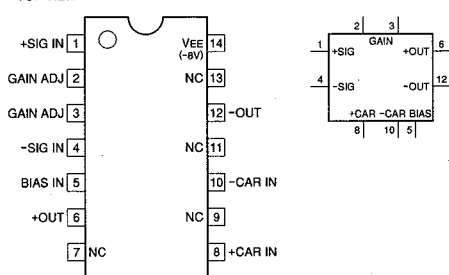 +SIG IN 1
GAIN ADJ 2
GAIN ADJ 3
-SIG IN 4
BIAS IN 5
+OUT 6
7 NC
VEE 14
(-8V)
NC 13
12 -OUT
NC 11
10 -CAR IN
NC 9
8 +CAR IN
2 3
GAIN
1 +SIG +OUT 6
4 -SIG -OUT 12
+CAR -CAR BIAS
8 10 5